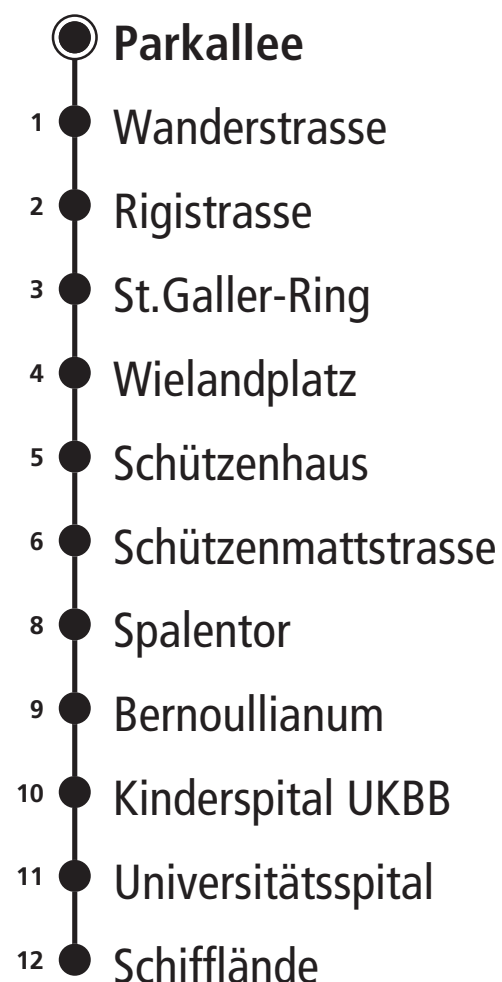 Parkallee
1 Wanderstrasse
2 Rigistrasse
3 St.Galler-Ring
4 Wielandplatz
5 Schützenhaus
6 Schützenmattstrasse
8 Spalentor
9 Bernoullianum
10 Kinderspital UKBB
11 Universitätsspital
12 Schifflände